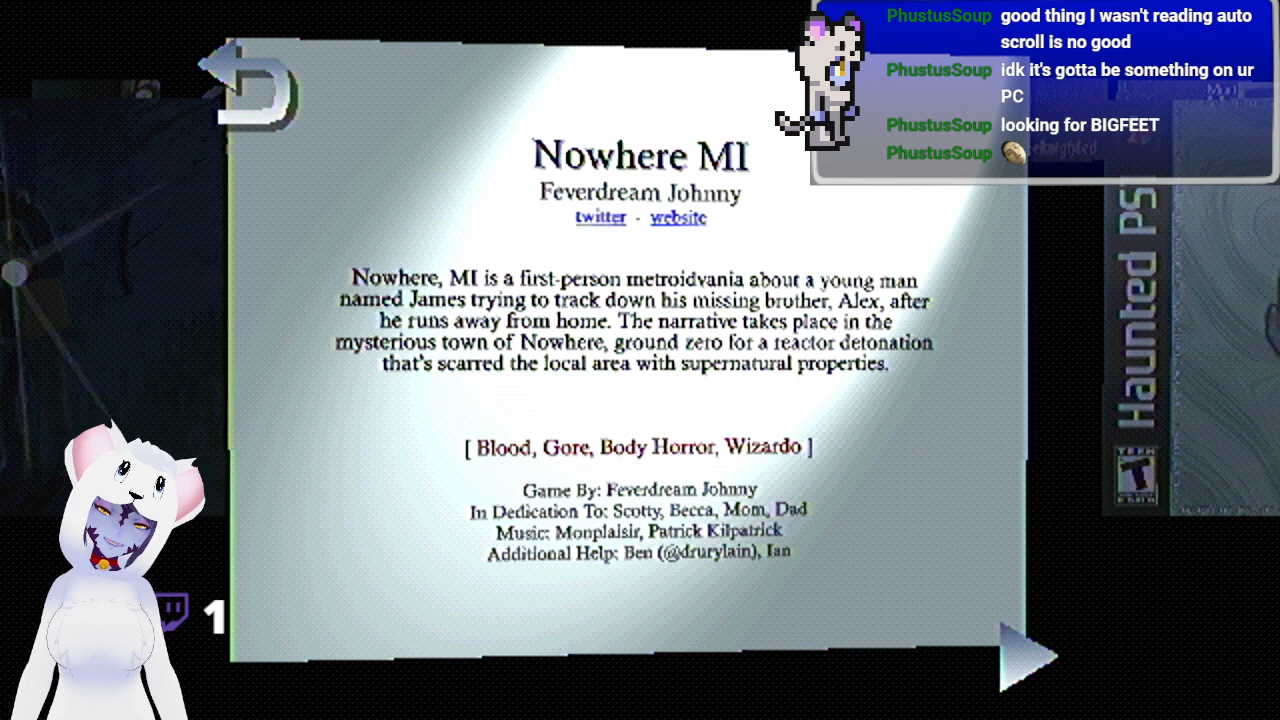 PhustusSoup good thing I wasn't reading auto
scroll is no good
PhustusSoup idk it's gotta be something on ur
PC
PhustusSoup looking for BIGFEET
PhustusSoup
Nowhere MI
Feverdream Johnny
twitter - website
Nowhere, MI is a first-person metroidvania about a young man
named James trying to track down his missing brother, Alex, after
he runs away from home. The narrative takes place in the
mysterious town of Nowhere, ground zero for a reactor detonation
that's scarred the local area with supernatural properties.
[ Blood, Gore, Body Horror, Wizardo ]
Game By: Feverdream Johnny
In Dedication To: Scotty, Becca, Mom, Dad
Music: Monplaisir, Patrick Kilpatrick
Additional Help: Ben (@drurylain), Ian
Haunted PS
TEEN
T
1